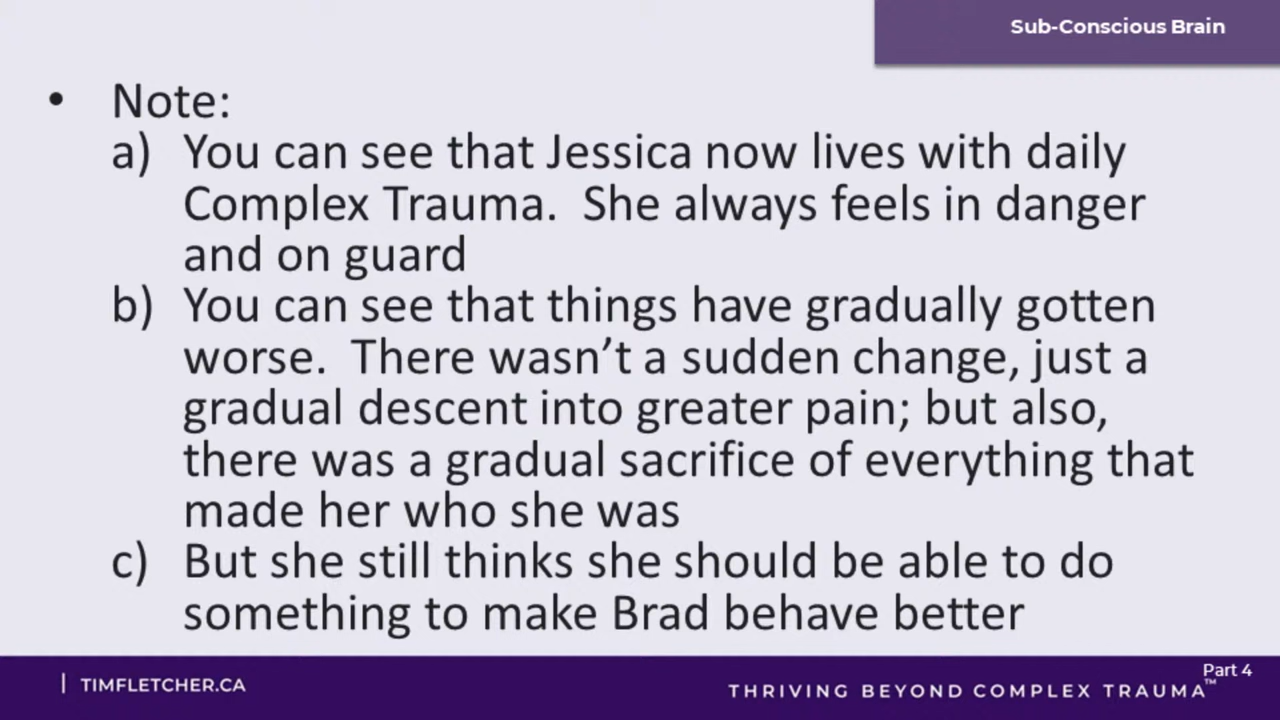 Sub-Conscious Brain
• Note:
a) You can see that Jessica now lives with daily
Complex Trauma.  She always feels in danger
and on guard
b) You can see that things have gradually gotten
worse.  There wasn’t a sudden change, just a
gradual descent into greater pain; but also,
there was a gradual sacrifice of everything that
made her who she was
c) But she still thinks she should be able to do
something to make Brad behave better
Part 4
| TIMFLETCHER.CA
THRIVING BEYOND COMPLEX TRAUMA™